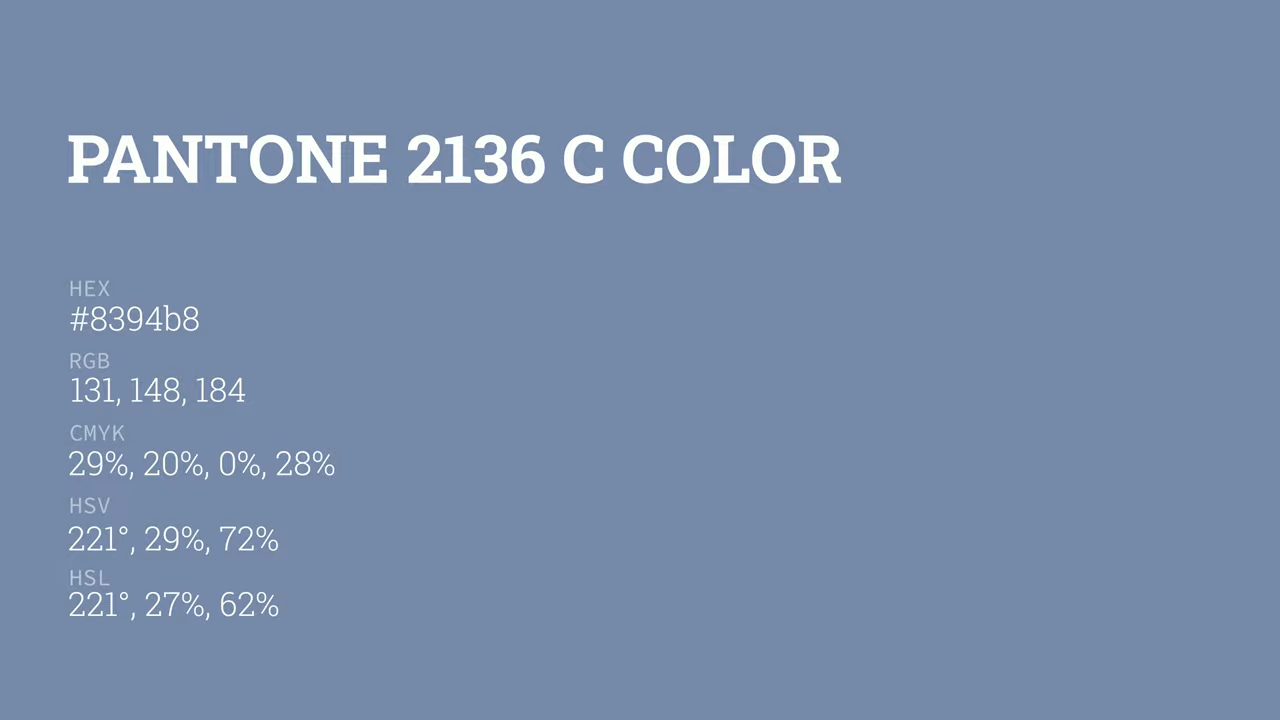 PANTONE 2136 C COLOR
HEX
#8394b8
RGB
131, 148, 184
CMYK
29%, 20%, 0%, 28%
HSV
221°, 29%, 72%
HSL
221°, 27%, 62%